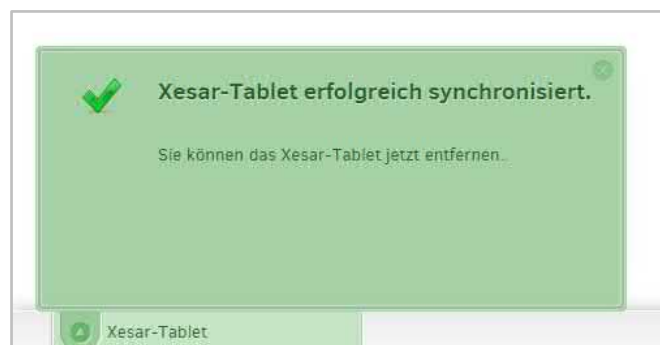 Xesar-Tablet erfolgreich synchronisiert.
Sie können das Xesar-Tablet jetzt entfernen..
Xesar-Tablet